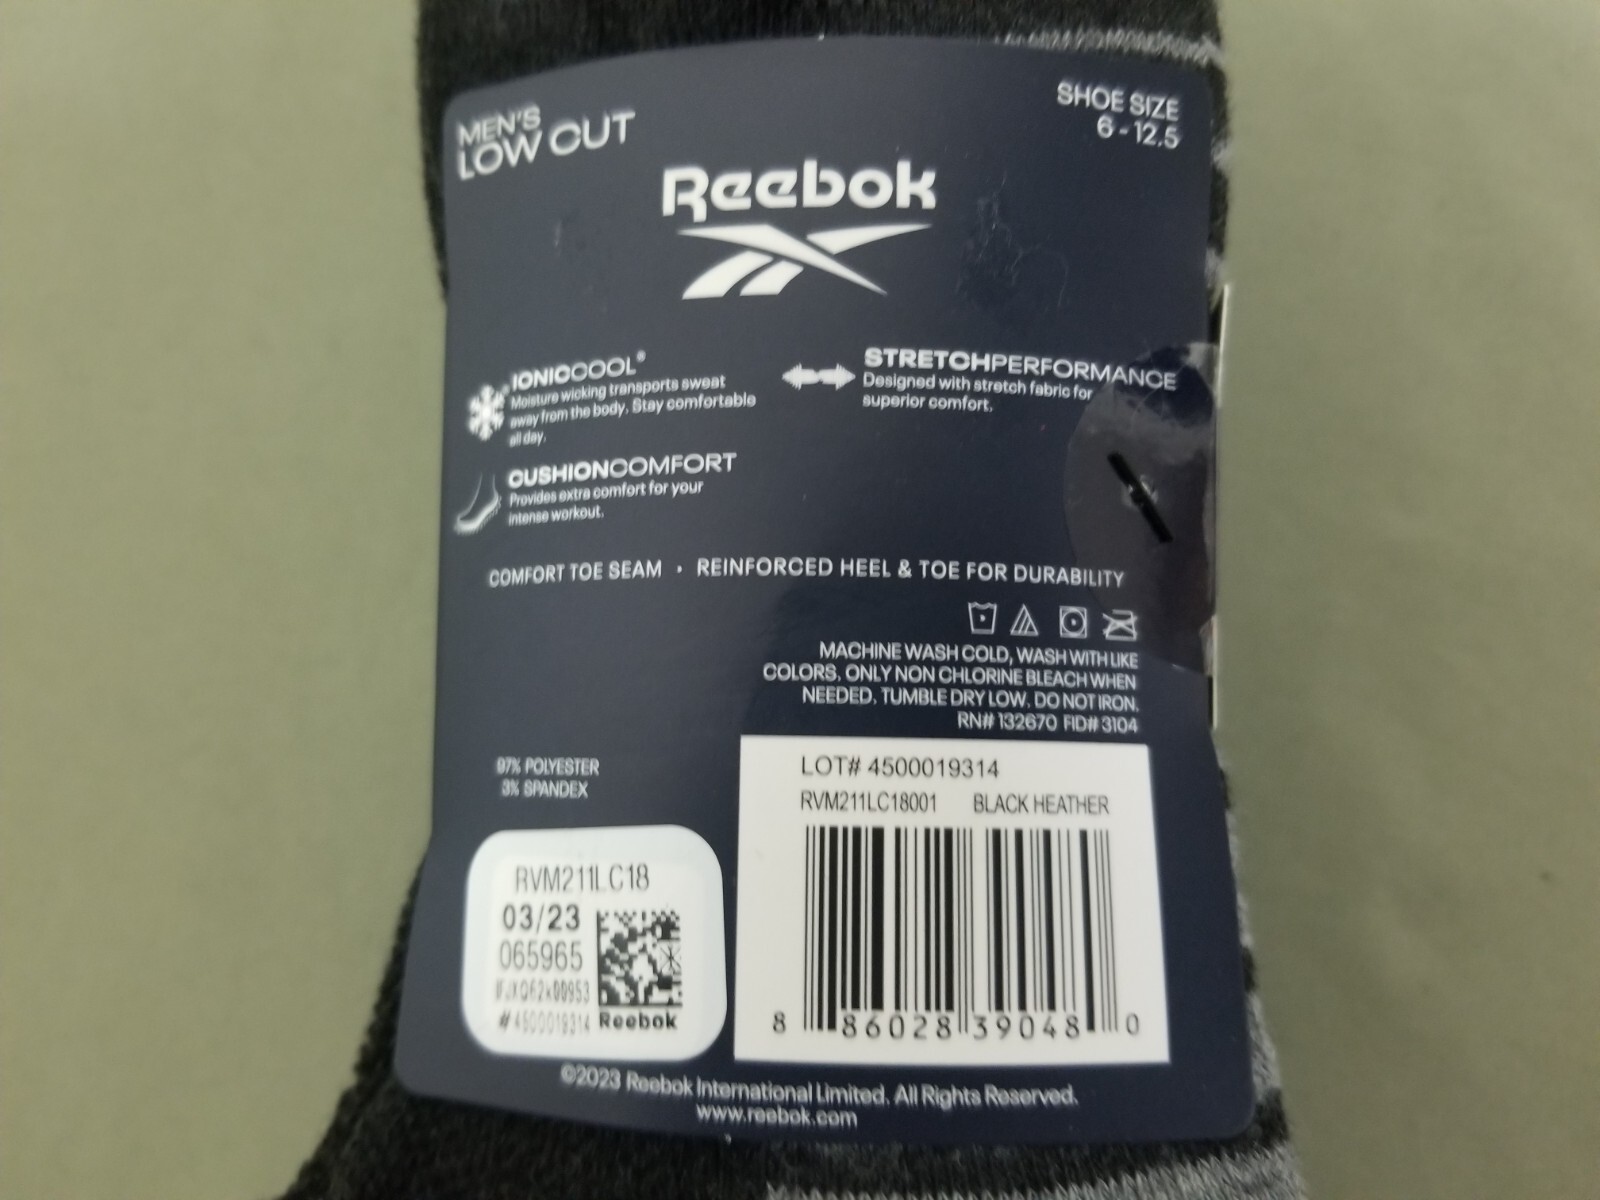 MEN'S
LOW CUT
SHOE SIZE
6 - 12.5
Reebok
IONICCOOL®
Moisture wicking transports sweat
away from the body. Stay comfortable
all day.
STRETCHPERFORMANCE
Designed with stretch fabric for
superior comfort.
CUSHIONCOMFORT
Provides extra comfort for your
intense workout.
COMFORT TOE SEAM • REINFORCED HEEL & TOE FOR DURABILITY
MACHINE WASH COLD, WASH WITH LIKE
COLORS. ONLY NON CHLORINE BLEACH WHEN
NEEDED. TUMBLE DRY LOW. DO NOT IRON.
RN# 132670 FID# 3104
97% POLYESTER
3% SPANDEX
LOT# 4500019314
RVM211LC18001 BLACK HEATHER
8 86028 39048 0
RVM211LC18
03/23
065965
#4500019314
Reebok
©2023 Reebok International Limited. All Rights Reserved.
www.reebok.com